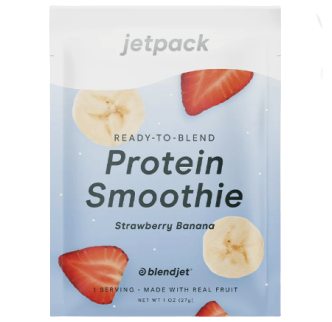 jetpack
READY-TO-BLEND
Protein
Smoothie
Strawberry Banana
blendjet®
1 SERVING - MADE WITH REAL FRUIT
NET WT 1 OZ (27g)